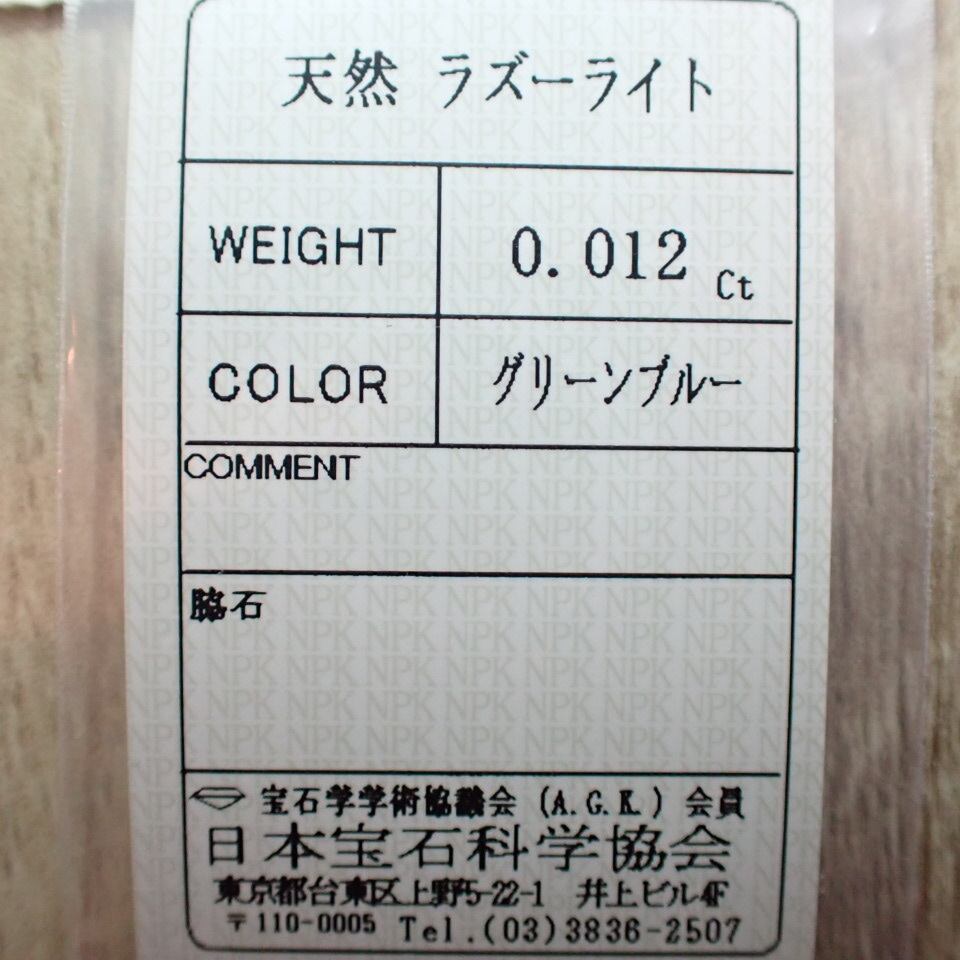 天然 ラズーライト
WEIGHT 0.012 Ct
COLOR グリーンブルー
COMMENT
脇石
宝石学学術協議会 (A.G.K.) 会員
日本宝石科学協会
東京都台東区上野5-22-1 井上ビル4F
〒110-0005 Tel.(03)3836-2507